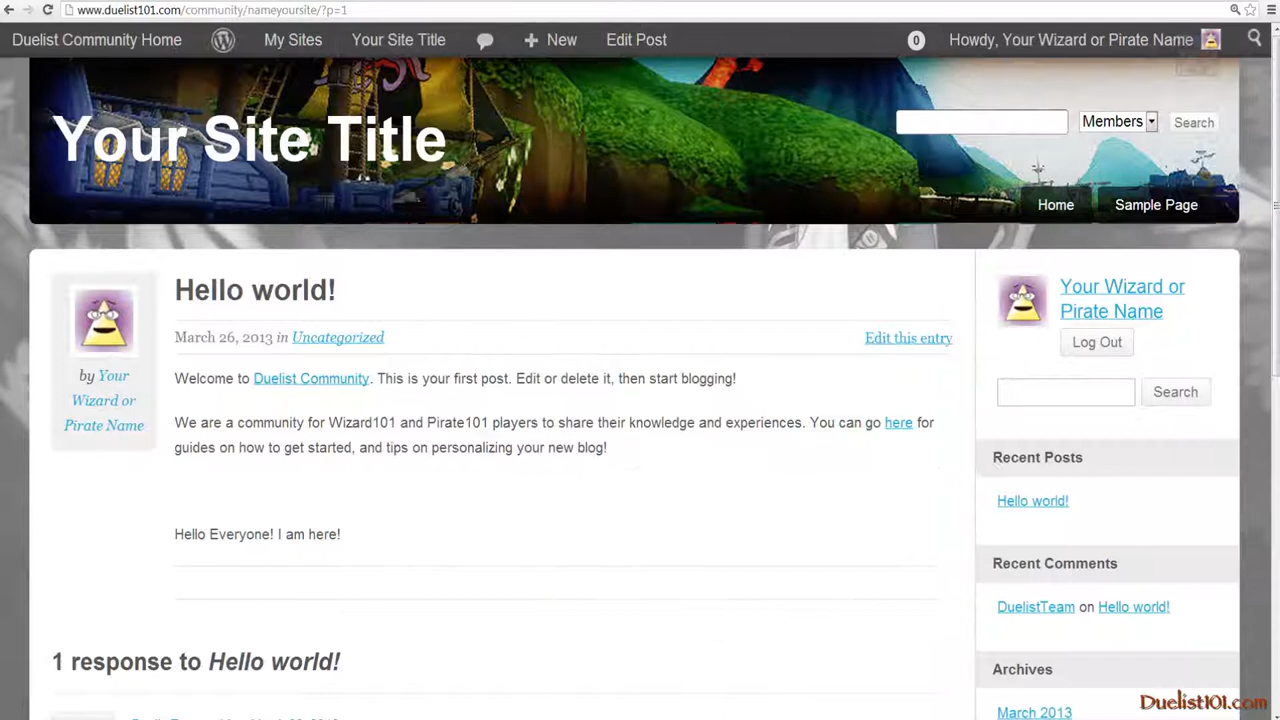 www.duelist101.com/community/nameyoursite/?p=1
Duelist Community Home My Sites Your Site Title New Edit Post 0 Howdy, Your Wizard or Pirate Name
Your Site Title
Members Search
Home Sample Page
Hello world!
March 26, 2013 in Uncategorized Edit this entry
by Your
Wizard or
Pirate Name
Welcome to Duelist Community. This is your first post. Edit or delete it, then start blogging!
We are a community for Wizard101 and Pirate101 players to share their knowledge and experiences. You can go here for
guides on how to get started, and tips on personalizing your new blog!
Hello Everyone! I am here!
1 response to Hello world!
Your Wizard or
Pirate Name
Log Out
Search
Recent Posts
Hello world!
Recent Comments
DuelistTeam on Hello world!
Archives
March 2013
Duelist101.com